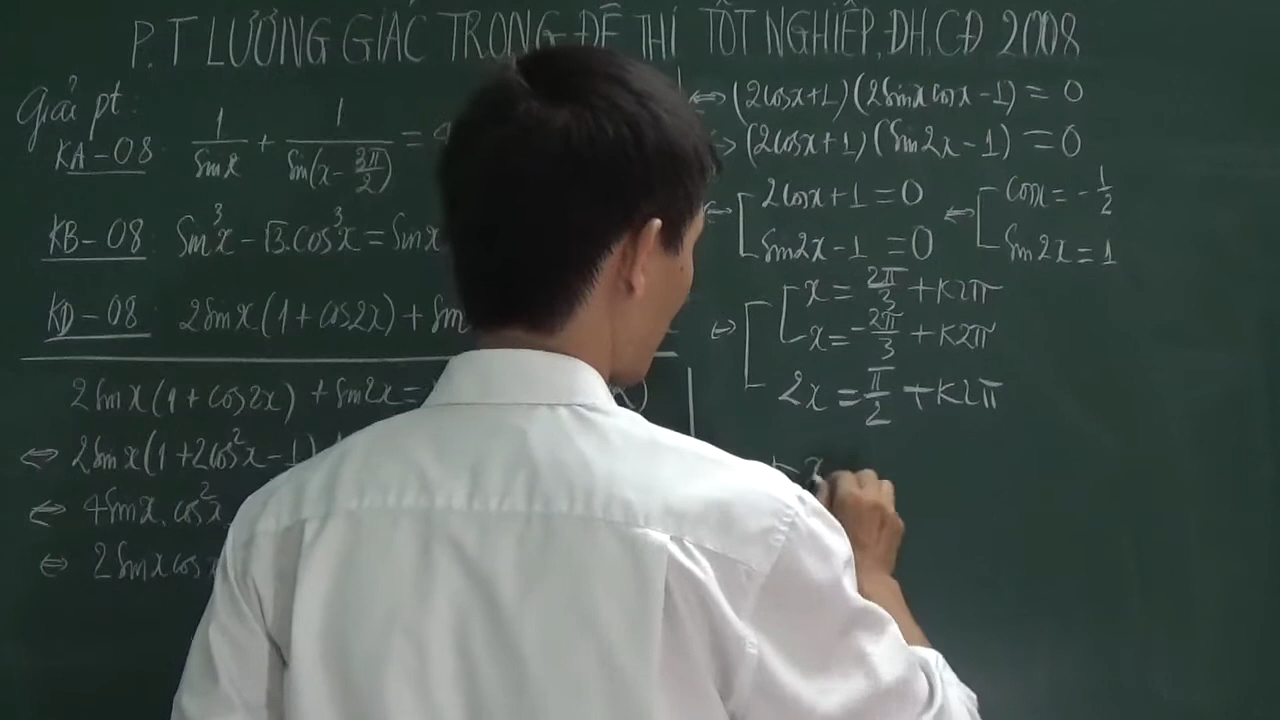 P.T LƯỢNG GIÁC TRONG ĐỀ THI TỐT NGHIỆP, ĐH, CĐ 2008
Giải pt:
KA-08 1/sinx + 1/sin(x - 3π/2) = 4
KB-08: sin³x - √3.cos³x = sinx
KD-08: 2sinx(1+cos2x) + sin
2sinx(1+cos2x) + sin2x =
⇔ 2sinx(1+2cos²x-1)
⇔ 4sinx.cos²x
⇔ 2sinxcosx
⇔ (2cosx+1)(2sinxcosx-1) = 0
(2cosx+1)(sin2x-1) = 0
⇔ [ 2cosx+1 = 0 ⇔ [ cosx = -1/2
sin2x-1 = 0 sin2x = 1
⇔ [ [ x = 2π/3 + K2π
x = -2π/3 + K2π
2x = π/2 + K2π